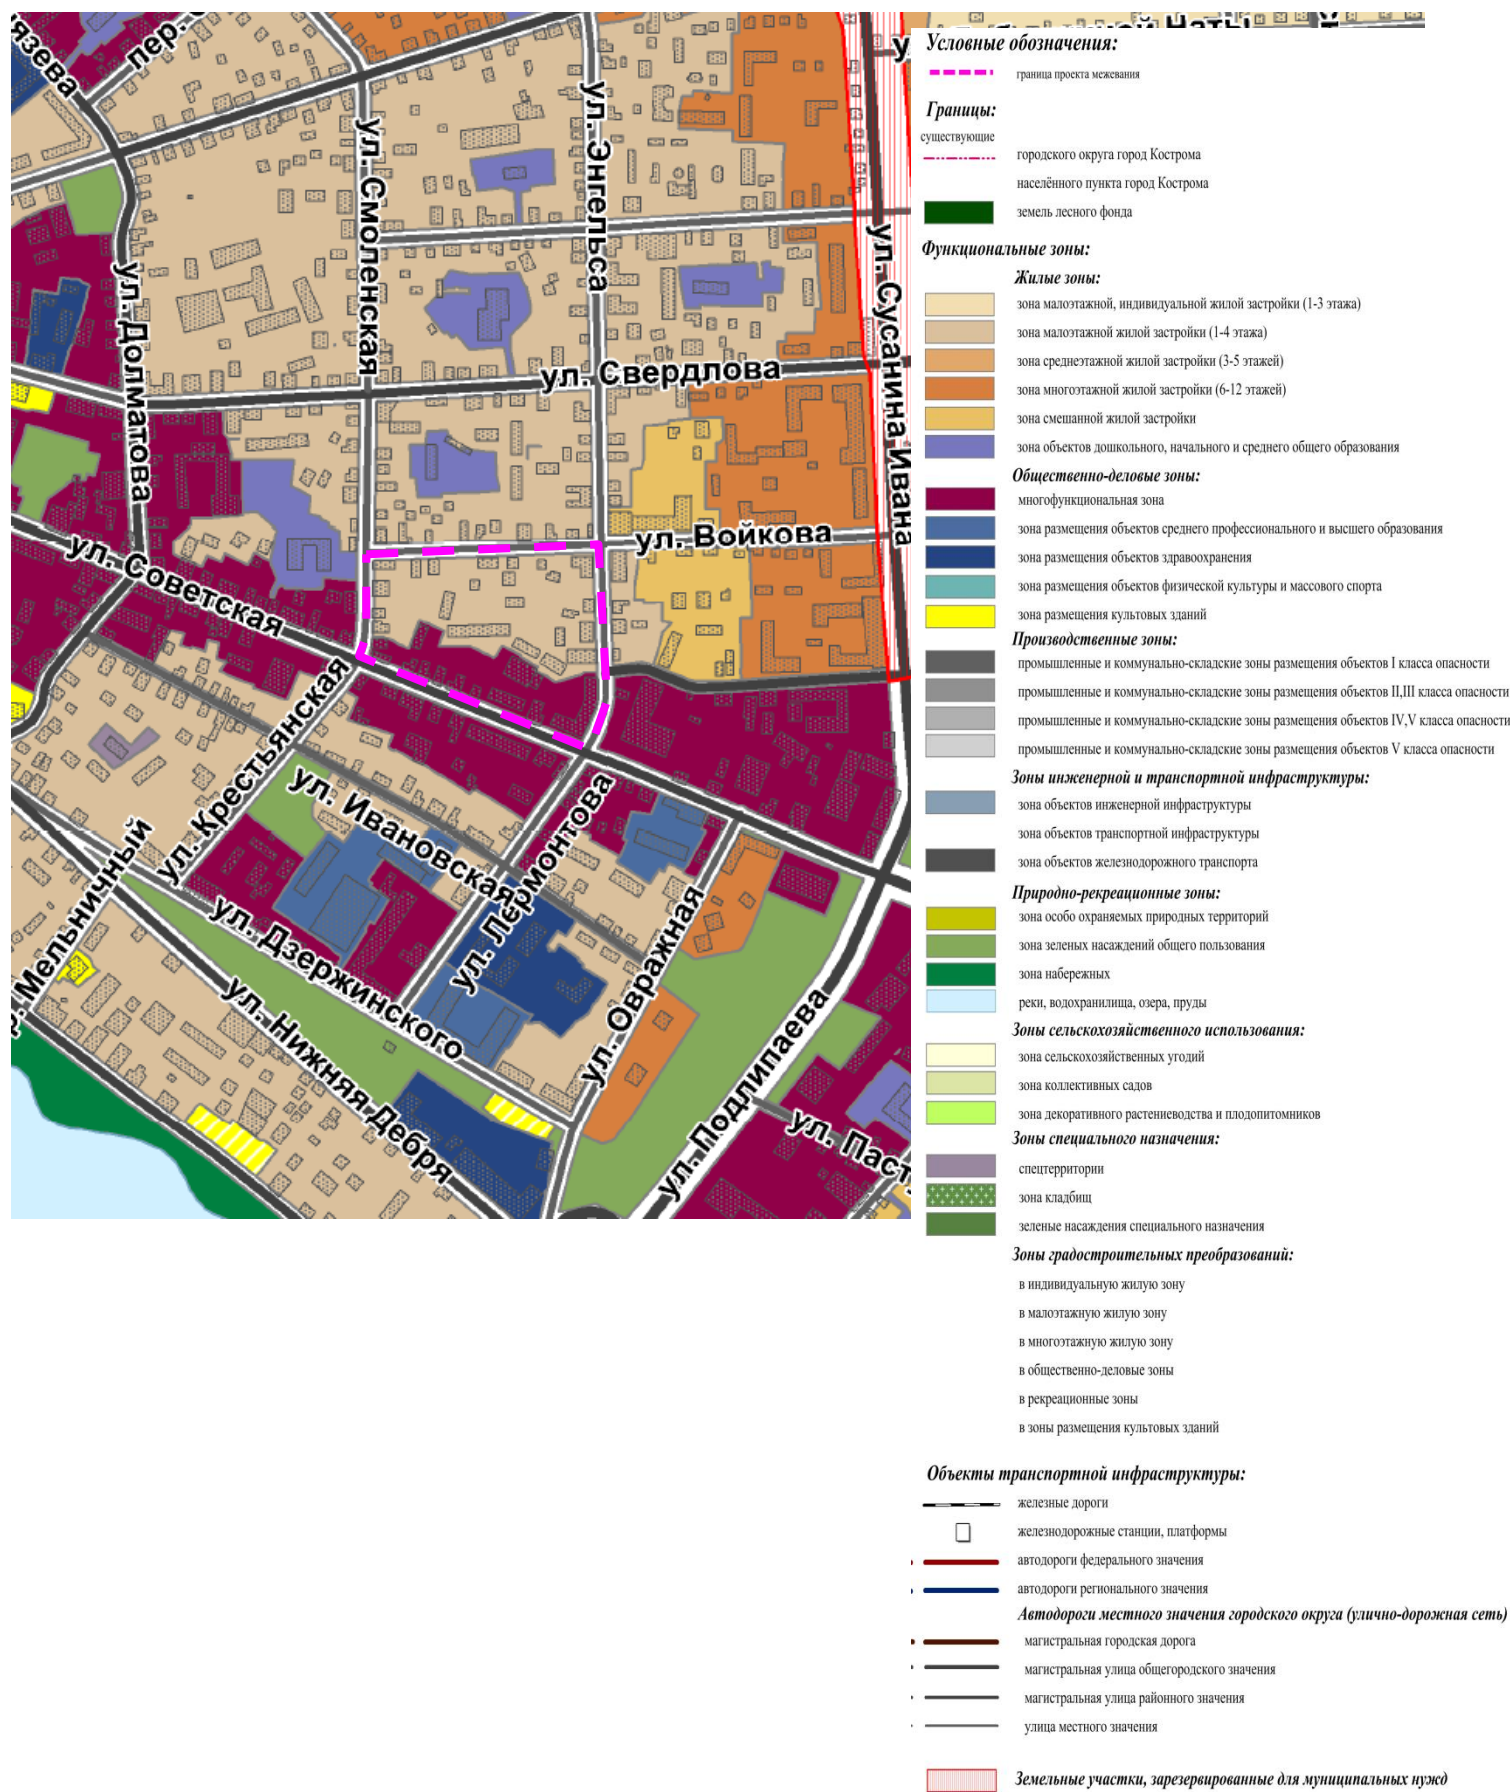 язева
пер.
ной Наты
ул. Смоленская
ул. Энгельса
ул. Сусанина Ивана
ул. Долматова
ул. Свердлова
ул. Войкова
ул. Советская
ул. Крестьянская
ул. Ивановская
ул. Лермонтова
ул. Дзержинского
ул. Овражная
ул. Нижняя Дебря
ул. Подлипаева
ул. Паст
р. Мельничный
Условные обозначения:
граница проекта межевания
Границы:
существующие
городского округа город Кострома
населённого пункта город Кострома
земель лесного фонда
Функциональные зоны:
Жилые зоны:
зона малоэтажной, индивидуальной жилой застройки (1-3 этажа)
зона малоэтажной жилой застройки (1-4 этажа)
зона среднеэтажной жилой застройки (3-5 этажей)
зона многоэтажной жилой застройки (6-12 этажей)
зона смешанной жилой застройки
зона объектов дошкольного, начального и среднего общего образования
Общественно-деловые зоны:
многофункциональная зона
зона размещения объектов среднего профессионального и высшего образования
зона размещения объектов здравоохранения
зона размещения объектов физической культуры и массового спорта
зона размещения культовых зданий
Производственные зоны:
промышленные и коммунально-складские зоны размещения объектов I класса опасности
промышленные и коммунально-складские зоны размещения объектов II,III класса опасности
промышленные и коммунально-складские зоны размещения объектов IV,V класса опасности
промышленные и коммунально-складские зоны размещения объектов V класса опасности
Зоны инженерной и транспортной инфраструктуры:
зона объектов инженерной инфраструктуры
зона объектов транспортной инфраструктуры
зона объектов железнодорожного транспорта
Природно-рекреационные зоны:
зона особо охраняемых природных территорий
зона зеленых насаждений общего пользования
зона набережных
реки, водохранилища, озера, пруды
Зоны сельскохозяйственного использования:
зона сельскохозяйственных угодий
зона коллективных садов
зона декоративного растениеводства и плодопитомников
Зоны специального назначения:
спецтерритории
зона кладбищ
зеленые насаждения специального назначения
Зоны градостроительных преобразований:
в индивидуальную жилую зону
в малоэтажную жилую зону
в многоэтажную жилую зону
в общественно-деловые зоны
в рекреационные зоны
в зоны размещения культовых зданий
Объекты транспортной инфраструктуры:
железные дороги
железнодорожные станции, платформы
автодороги федерального значения
автодороги регионального значения
Автодороги местного значения городского округа (улично-дорожная сеть)
магистральная городская дорога
магистральная улица общегородского значения
магистральная улица районного значения
улица местного значения
Земельные участки, зарезервированные для муниципальных нужд